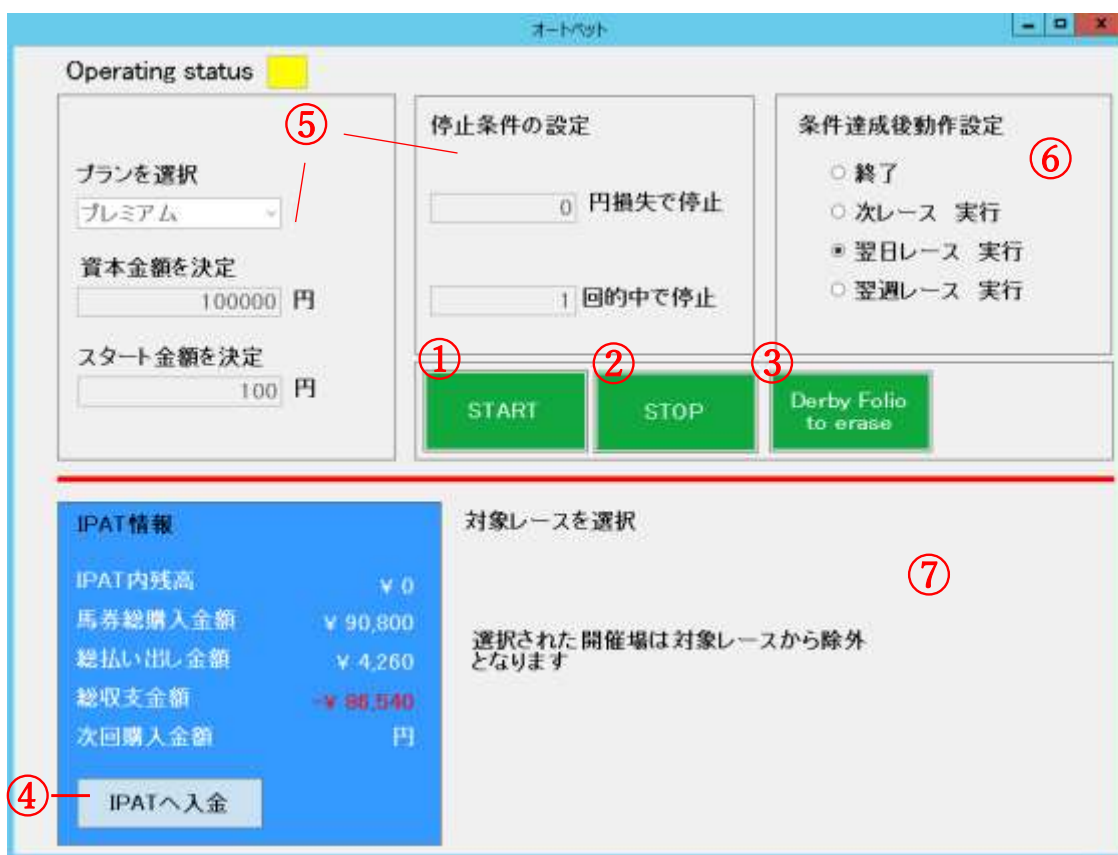 オートベット
Operating status
⑤
プランを選択
プレミアム
資本金額を決定
100000 円
スタート金額を決定
100 円
停止条件の設定
0 円損失で停止
1 回的中で停止
条件達成後動作設定
⑥
終了
次レース 実行
翌日レース 実行
翌週レース 実行
① ② ③
START
STOP
Derby Folio
to erase
IPAT情報
IPAT内残高 ¥ 0
馬券総購入金額 ¥ 90,800
総払い出し金額 ¥ 4,260
総収支金額 -¥ 86,540
次回購入金額 円
④
IPATへ入金
対象レースを選択
⑦
選択された開催場は対象レースから除外
となります